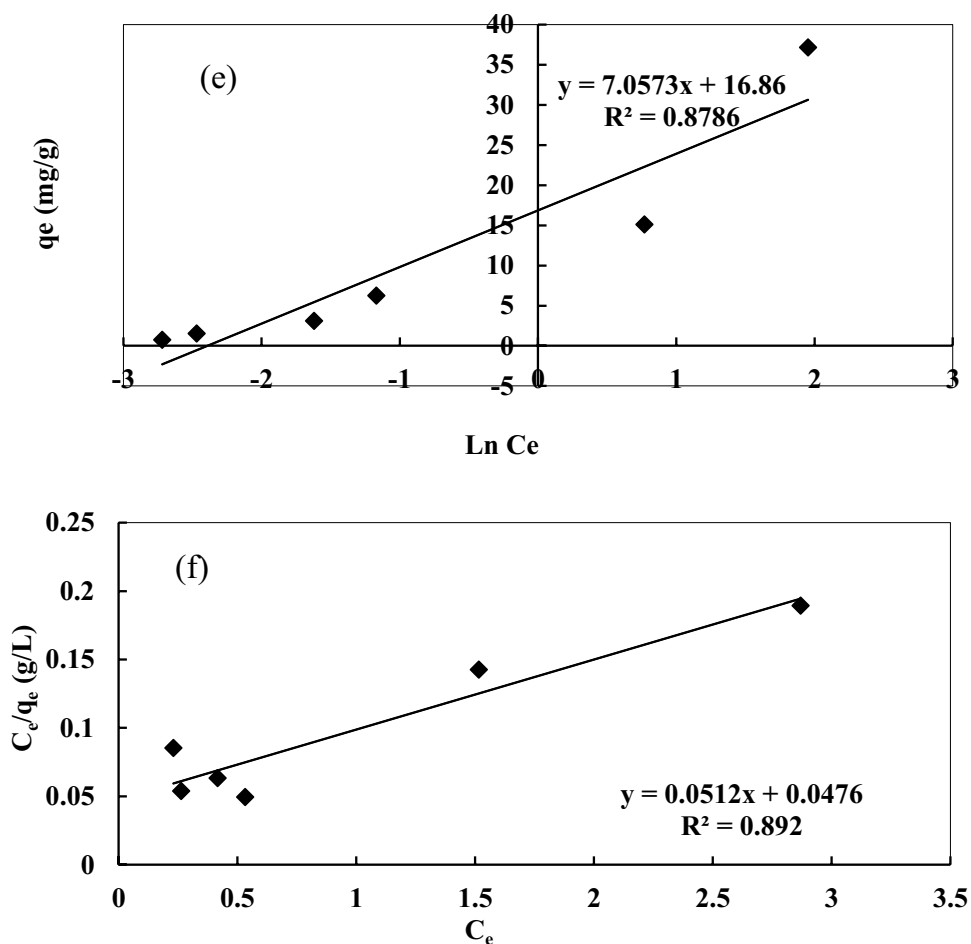 40
35
30
25
20
15
10
5
0
-5
qe (mg/g)
(e)
y = 7.0573x + 16.86
R² = 0.8786
-3 -2 -1 0 1 2 3
Ln Ce
0.25
0.2
0.15
0.1
0.05
0
Ce/qe (g/L)
(f)
y = 0.0512x + 0.0476
R² = 0.892
0 0.5 1 1.5 2 2.5 3 3.5
Ce